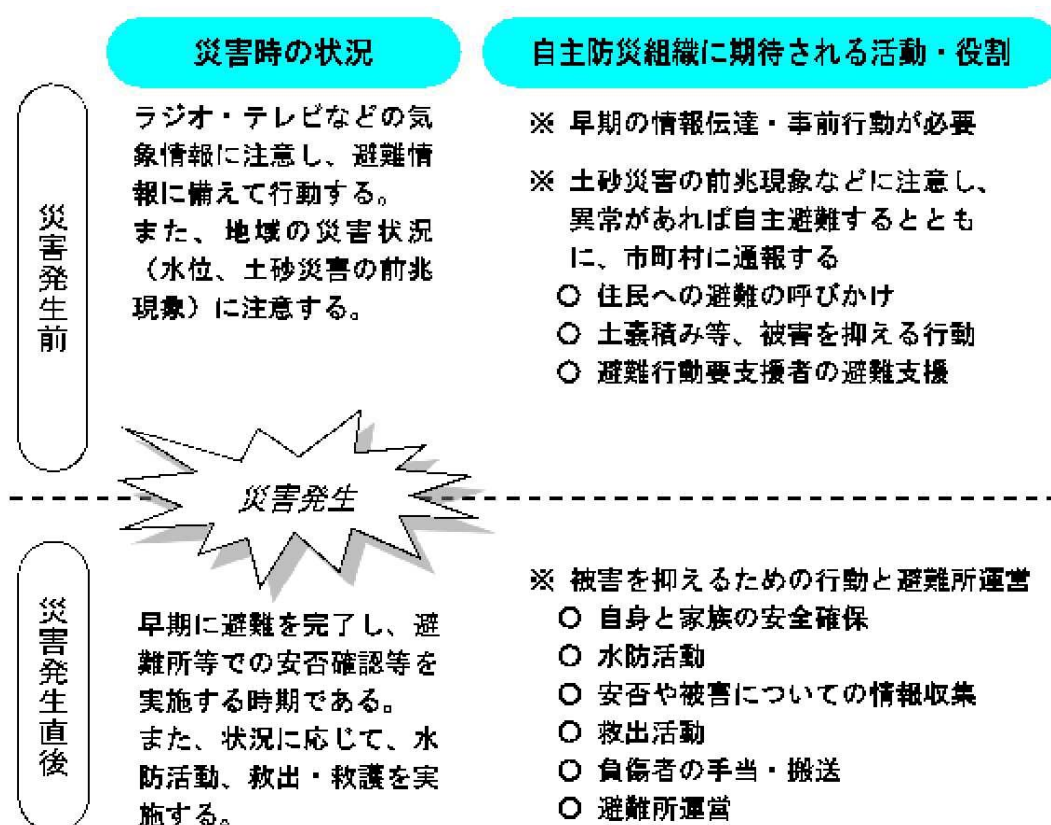 災害時の状況
自主防災組織に期待される活動・役割
災害発生前
ラジオ・テレビなどの気
象情報に注意し、避難情
報に備えて行動する。
また、地域の災害状況
（水位、土砂災害の前兆
現象）に注意する。
※ 早期の情報伝達・事前行動が必要
※ 土砂災害の前兆現象などに注意し、
異常があれば自主避難するととも
に、市町村に通報する
○ 住民への避難の呼びかけ
○ 土嚢積み等、被害を抑える行動
○ 避難行動要支援者の避難支援
災害発生
災害発生直後
早期に避難を完了し、避
難所等での安否確認等を
実施する時期である。
また、状況に応じて、水
防活動、救出・救護を実
施する。
※ 被害を抑えるための行動と避難所運営
○ 自身と家族の安全確保
○ 水防活動
○ 安否や被害についての情報収集
○ 救出活動
○ 負傷者の手当・搬送
○ 避難所運営